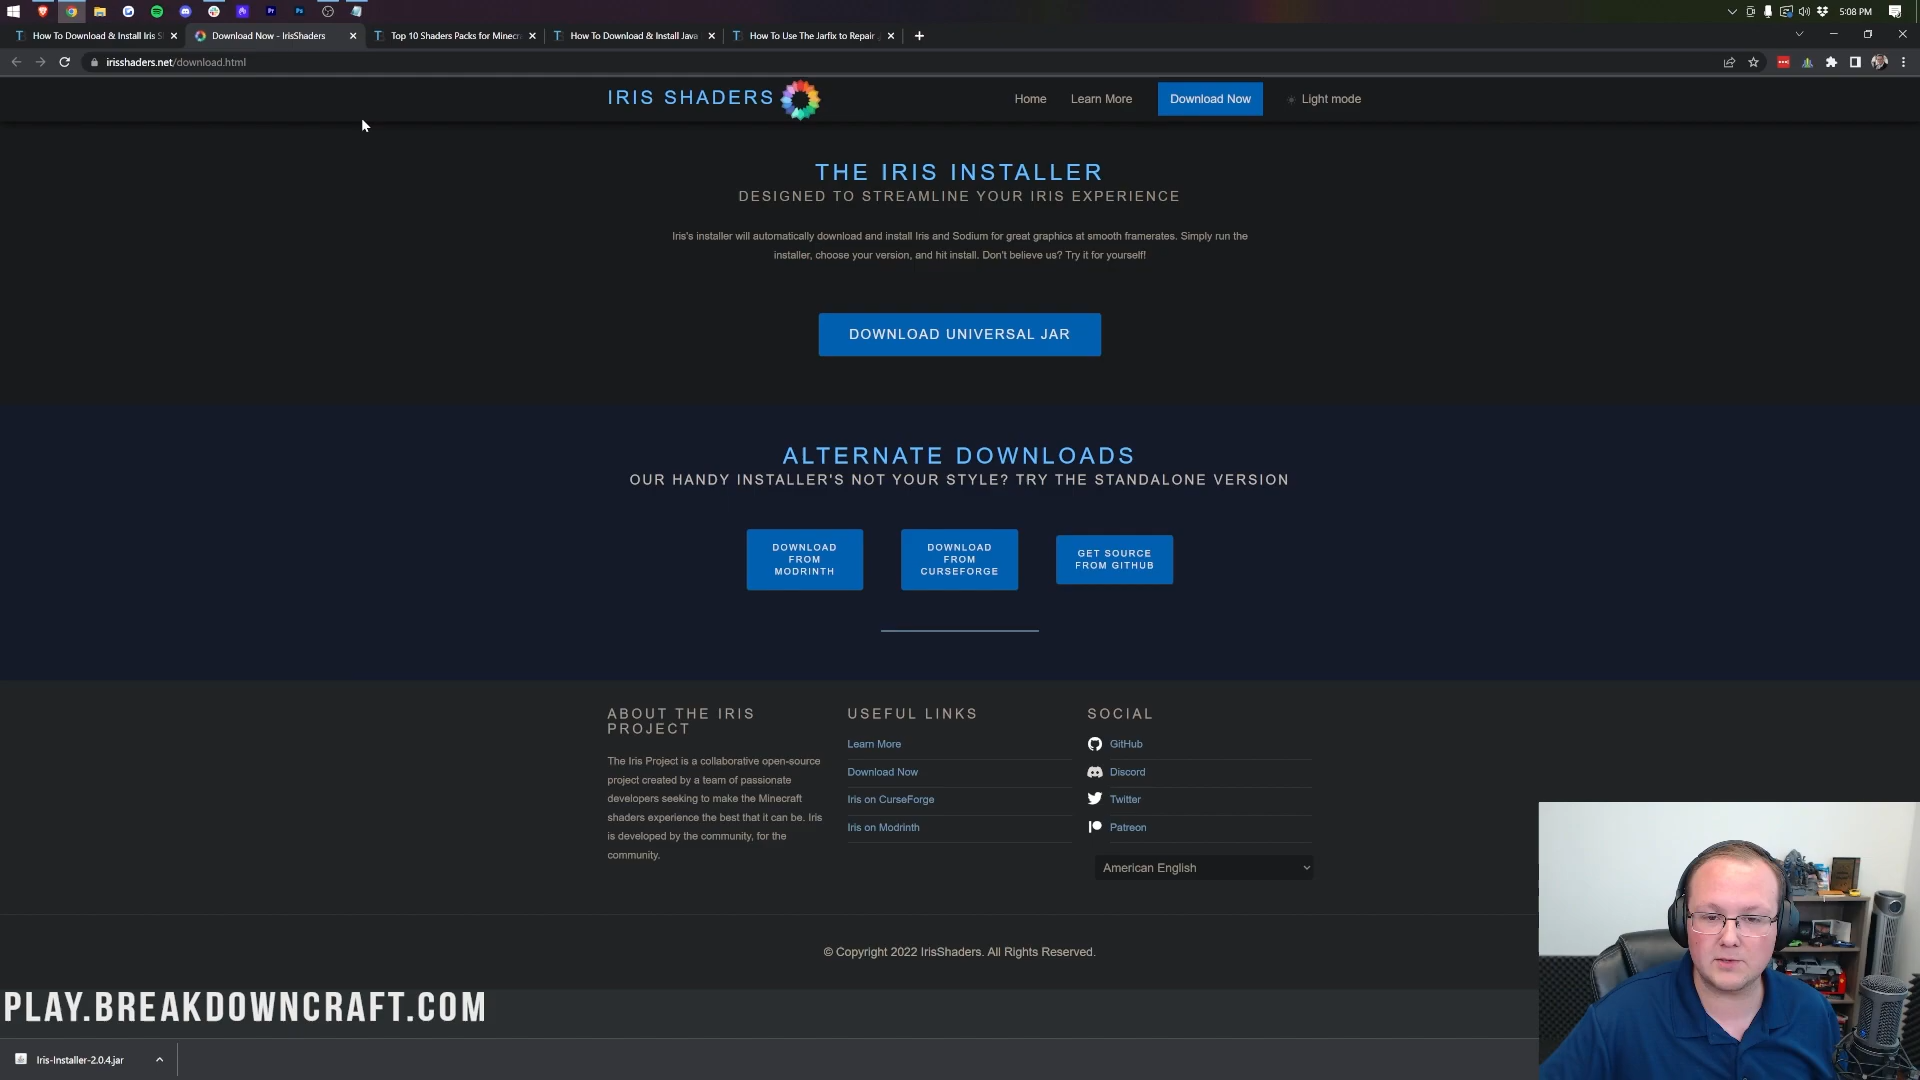 5:08 PM
How To Download & Install Iris S
Download Now - IrisShaders
Top 10 Shaders Packs for Minecr
How To Download & Install Java
How To Use The Jarfix to Repair .J
irisshaders.net/download.html
IRIS SHADERS
Home
Learn More
Download Now
Light mode
THE IRIS INSTALLER
DESIGNED TO STREAMLINE YOUR IRIS EXPERIENCE
Iris's installer will automatically download and install Iris and Sodium for great graphics at smooth framerates. Simply run the
installer, choose your version, and hit install. Don't believe us? Try it for yourself!
DOWNLOAD UNIVERSAL JAR
ALTERNATE DOWNLOADS
OUR HANDY INSTALLER'S NOT YOUR STYLE? TRY THE STANDALONE VERSION
DOWNLOAD
FROM
MODRINTH
DOWNLOAD
FROM
CURSEFORGE
GET SOURCE
FROM GITHUB
ABOUT THE IRIS
PROJECT
The Iris Project is a collaborative open-source
project created by a team of passionate
developers seeking to make the Minecraft
shaders experience the best that it can be. Iris
is developed by the community, for the
community.
USEFUL LINKS
Learn More
Download Now
Iris on CurseForge
Iris on Modrinth
SOCIAL
GitHub
Discord
Twitter
Patreon
American English
© Copyright 2022 IrisShaders. All Rights Reserved.
PLAY.BREAKDOWNCRAFT.COM
Iris-Installer-2.0.4.jar